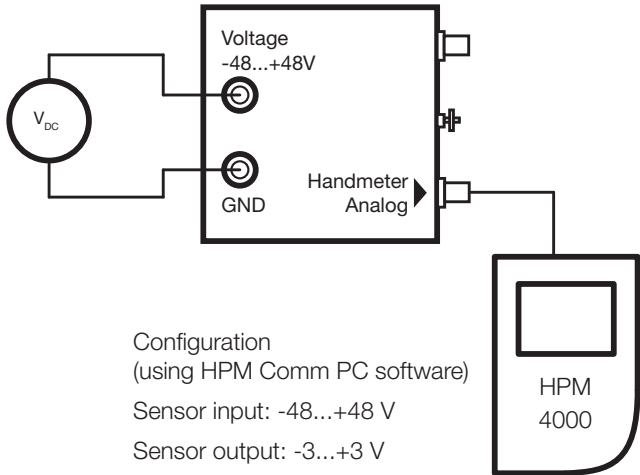 Voltage
-48...+48V
V_DC
Handmeter
Analog
GND
Configuration
(using HPM Comm PC software)
Sensor input: -48...+48 V
Sensor output: -3...+3 V
HPM
4000